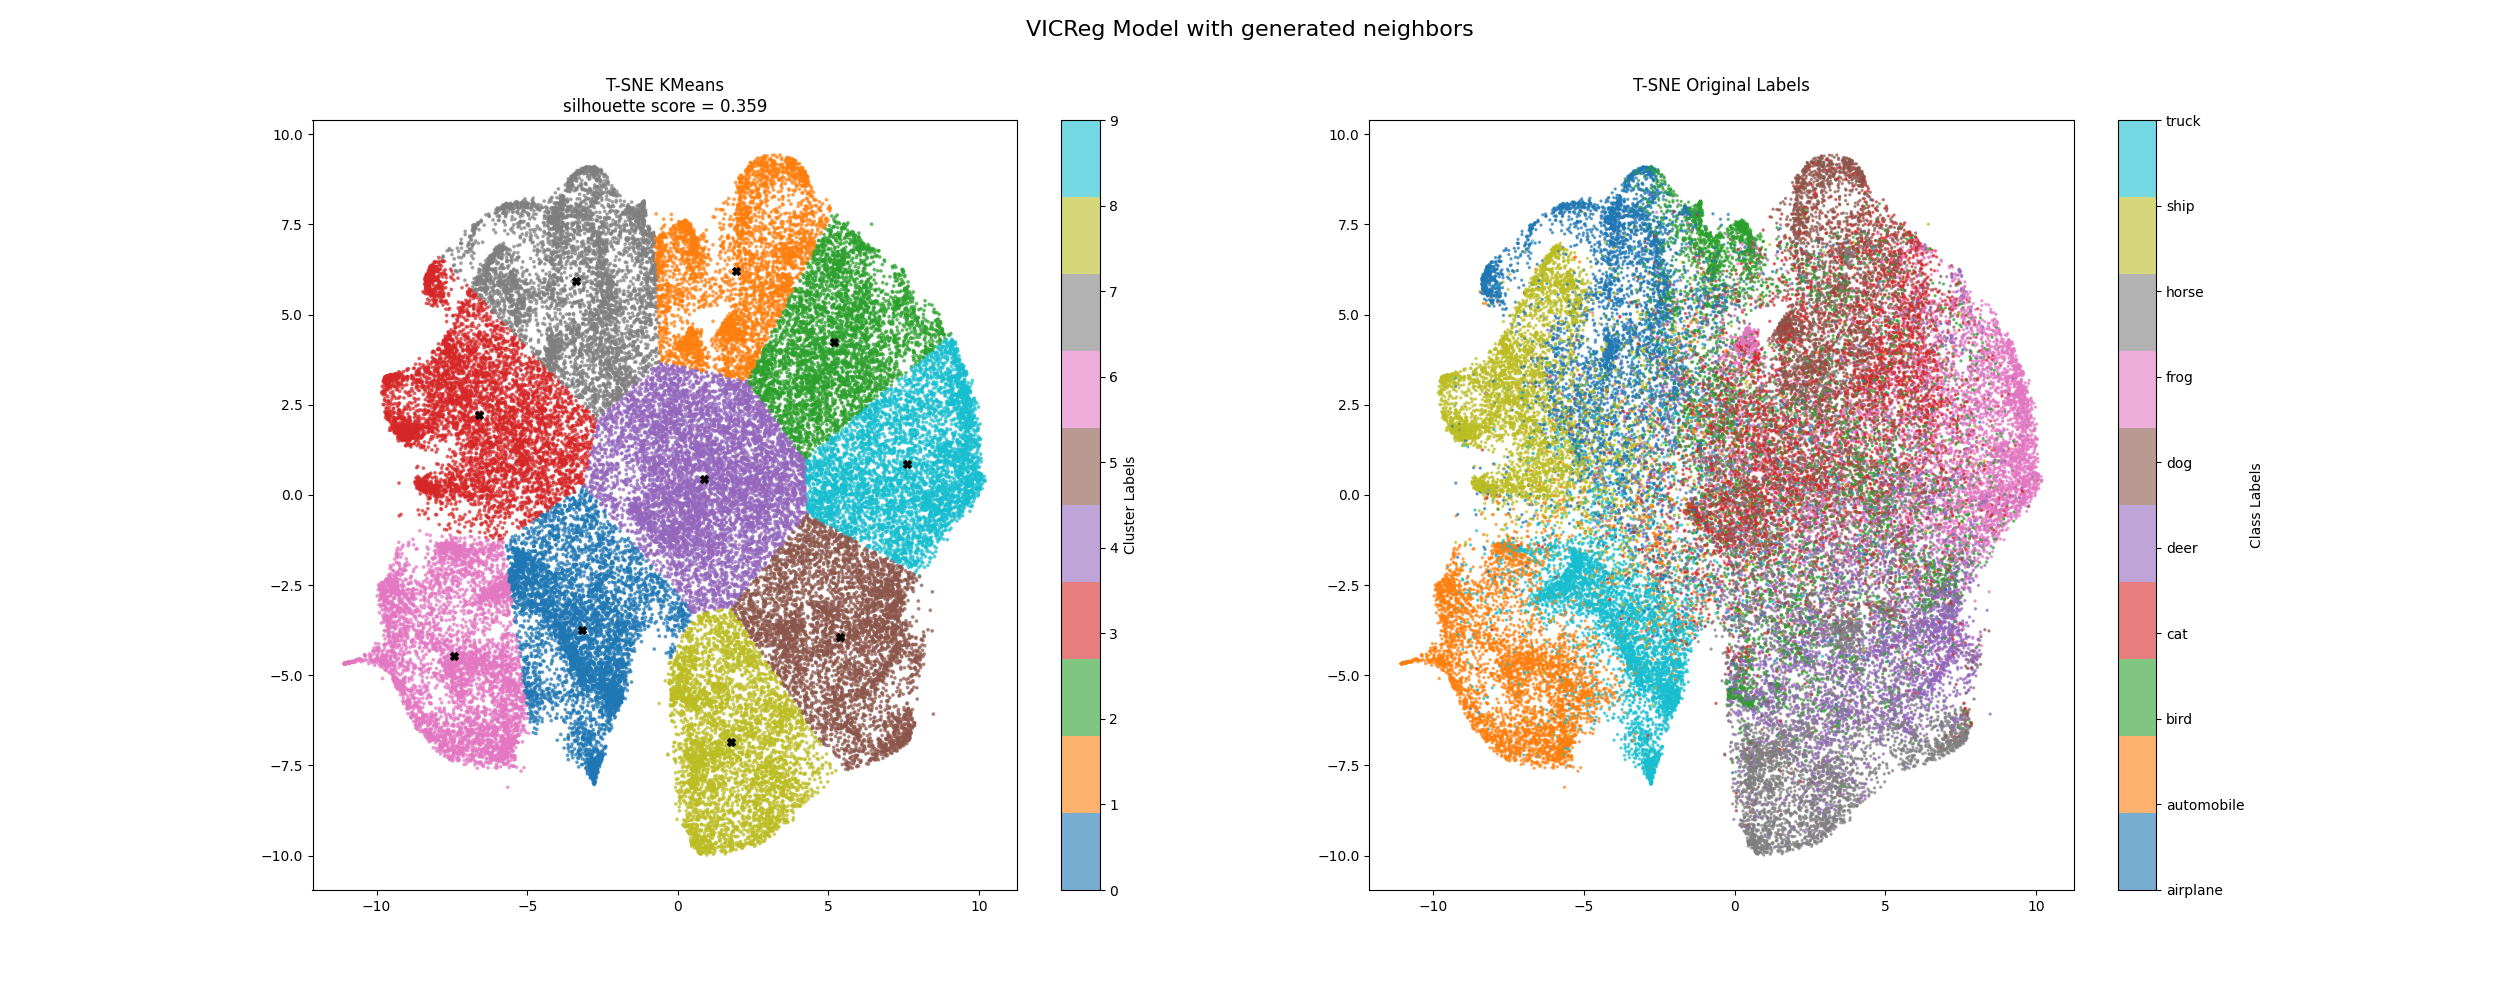 VICReg Model with generated neighbors
T-SNE KMeans
silhouette score = 0.359
10.0
7.5
5.0
2.5
0.0
−2.5
−5.0
−7.5
−10.0
−10
−5
0
5
10
9
8
7
6
5
4
3
2
1
0
Cluster Labels
T-SNE Original Labels
10.0
7.5
5.0
2.5
0.0
−2.5
−5.0
−7.5
−10.0
−10
−5
0
5
10
truck
ship
horse
frog
dog
deer
cat
bird
automobile
airplane
Class Labels